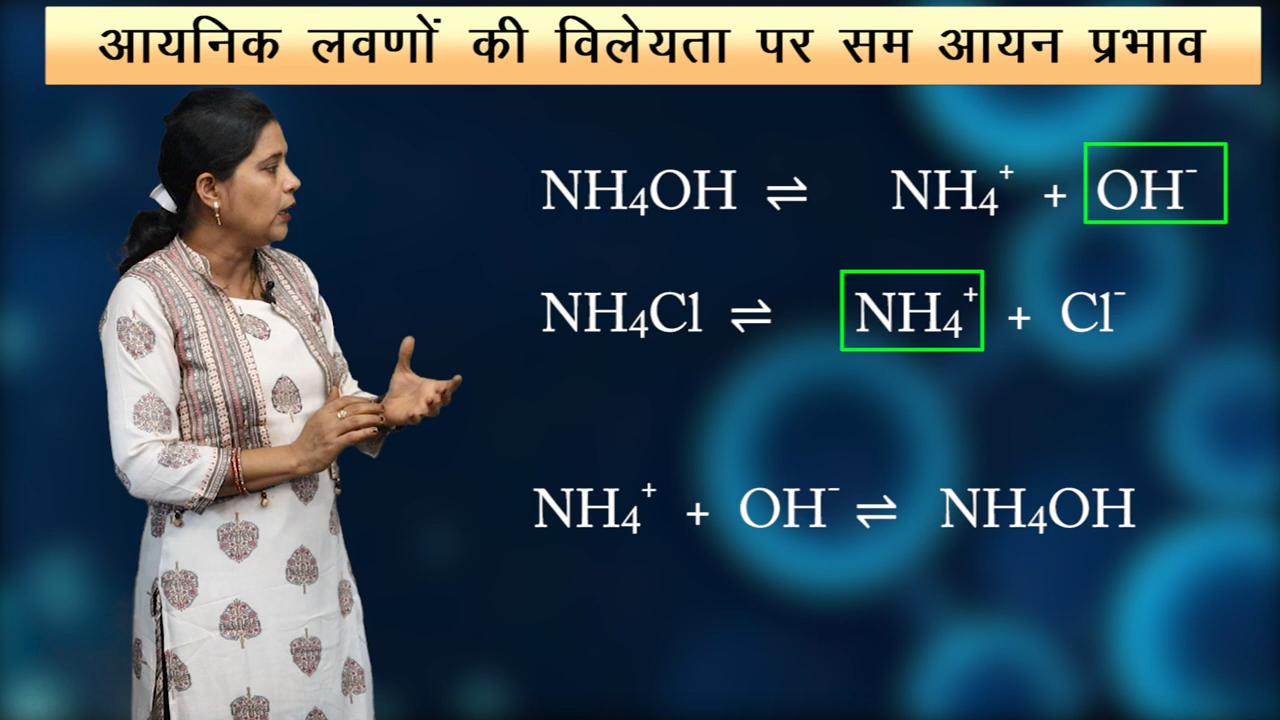 आयनिक लवणों की विलेयता पर सम आयन प्रभाव
NH₄OH ⇌ NH₄⁺ + OH⁻
NH₄Cl ⇌ NH₄⁺ + Cl⁻
NH₄⁺ + OH⁻ ⇌ NH₄OH